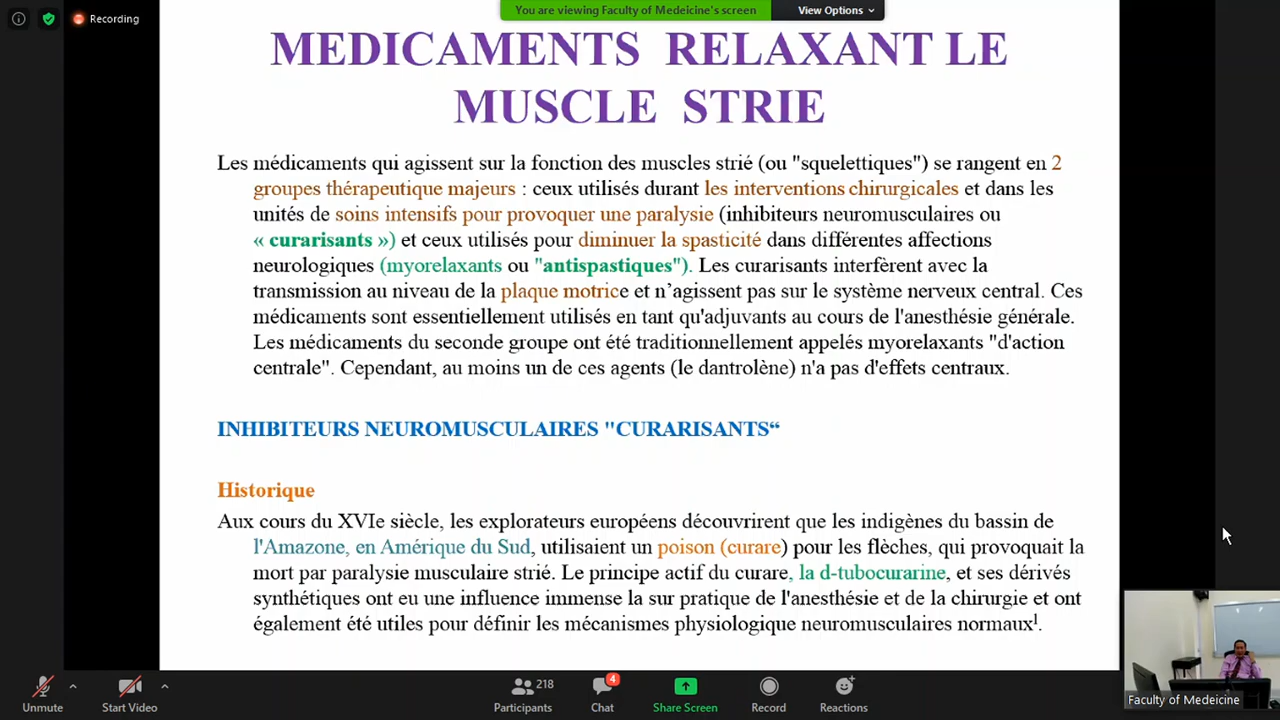 Recording
You are viewing Faculty of Medeicine's screen
View Options
MEDICAMENTS RELAXANT LE
MUSCLE STRIE
Les médicaments qui agissent sur la fonction des muscles strié (ou "squelettiques") se rangent en 2
groupes thérapeutique majeurs : ceux utilisés durant les interventions chirurgicales et dans les
unités de soins intensifs pour provoquer une paralysie (inhibiteurs neuromusculaires ou
« curarisants ») et ceux utilisés pour diminuer la spasticité dans différentes affections
neurologiques (myorelaxants ou "antispastiques"). Les curarisants interfèrent avec la
transmission au niveau de la plaque motrice et n’agissent pas sur le système nerveux central. Ces
médicaments sont essentiellement utilisés en tant qu'adjuvants au cours de l'anesthésie générale.
Les médicaments du seconde groupe ont été traditionnellement appelés myorelaxants "d'action
centrale". Cependant, au moins un de ces agents (le dantrolène) n'a pas d'effets centraux.
INHIBITEURS NEUROMUSCULAIRES "CURARISANTS“
Historique
Aux cours du XVIe siècle, les explorateurs européens découvrirent que les indigènes du bassin de
l'Amazone, en Amérique du Sud, utilisaient un poison (curare) pour les flèches, qui provoquait la
mort par paralysie musculaire strié. Le principe actif du curare, la d-tubocurarine, et ses dérivés
synthétiques ont eu une influence immense la sur pratique de l'anesthésie et de la chirurgie et ont
également été utiles pour définir les mécanismes physiologique neuromusculaires normaux¹.
Faculty of Medeicine
Unmute
Start Video
218
Participants
4
Chat
Share Screen
Record
Reactions